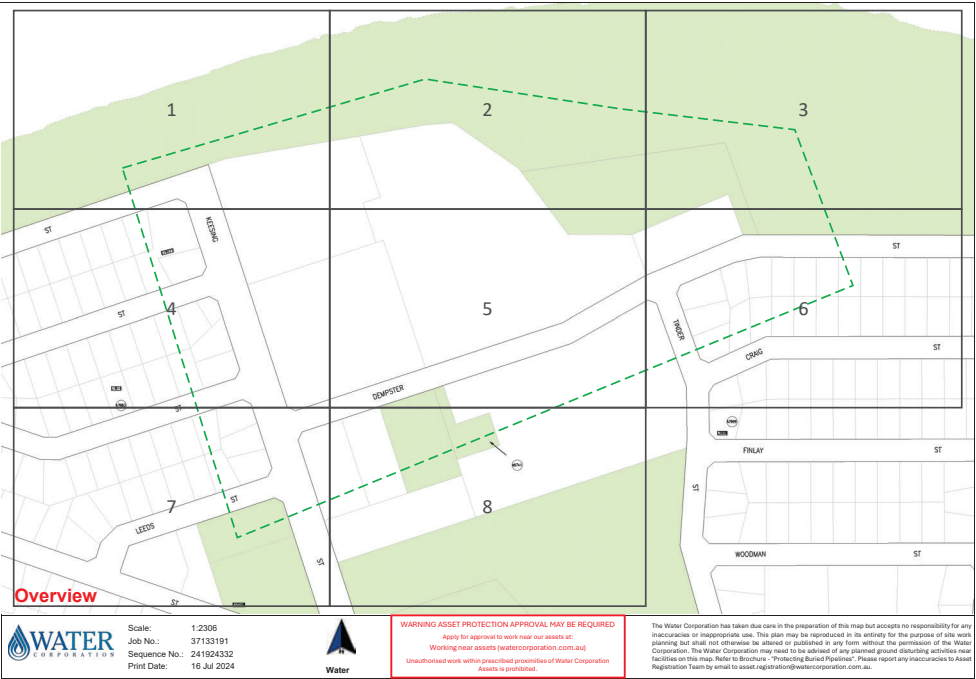 1
2
3
ST
KEESING
ST
ST
4
5
TINDER
6
CRAIG
ST
DEMPSTER
ST
FINLAY
ST
7
8
ST
LEEDS
ST
ST
WOODMAN
ST
ST
Overview
WATER
CORPORATION
Scale: 1:2306
Job No.: 37133191
Sequence No.: 241924332
Print Date: 16 Jul 2024
Water
WARNING ASSET PROTECTION APPROVAL MAY BE REQUIRED
Apply for approval to work near our assets at:
Working near assets (watercorporation.com.au)
Unauthorised work within prescribed proximities of Water Corporation
Assets is prohibited.
The Water Corporation has taken due care in the preparation of this map but accepts no responsibility for any
inaccuracies or inappropriate use. This plan may be reproduced in its entirety for the purpose of site work
planning but shall not otherwise be altered or published in any form without the permission of the Water
Corporation. The Water Corporation may need to be advised of any planned ground disturbing activities near
facilities on this map. Refer to Brochure - "Protecting Buried Pipelines". Please report any inaccuracies to Asset
Registration Team by email to asset.registration@watercorporation.com.au.